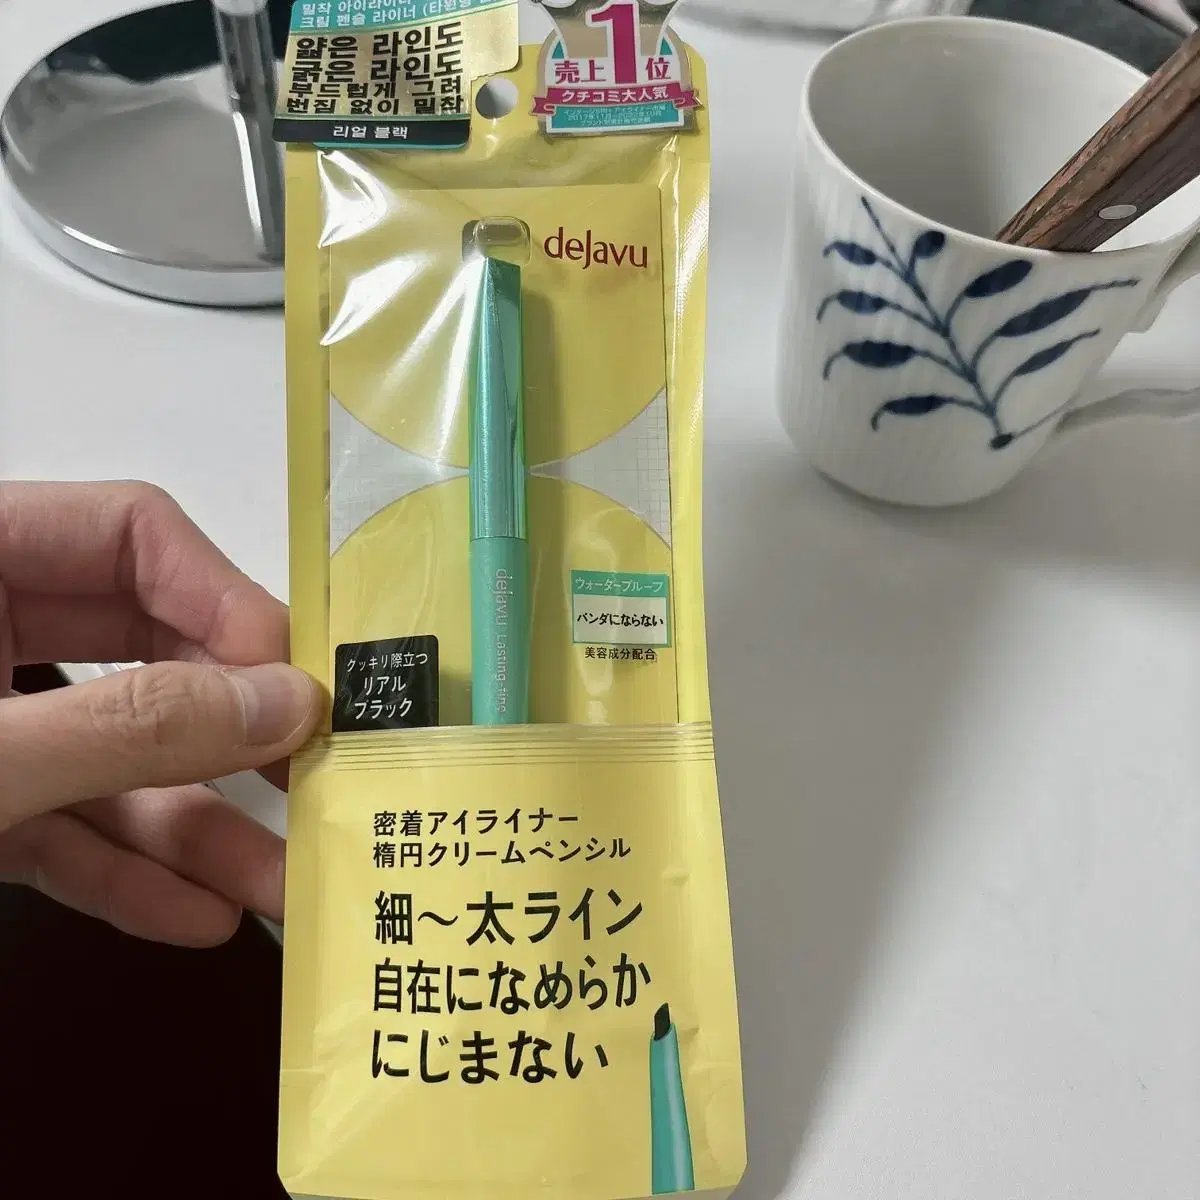 밀착 아이라이너
크림 펜슬 라이너 (타원형
얇은 라인도
굵은 라인도
부드럽게 그려
번짐 없이 밀착
리얼 블랙
売上1位
クチコミ大人気
dejavu
dejavu Lasting-fine
ウォータープルーフ
パンダにならない
美容成分配合
クッキリ際立つ
リアル
ブラック
密着アイライナー
楕円クリームペンシル
細～太ライン
自在になめらか
にじまない